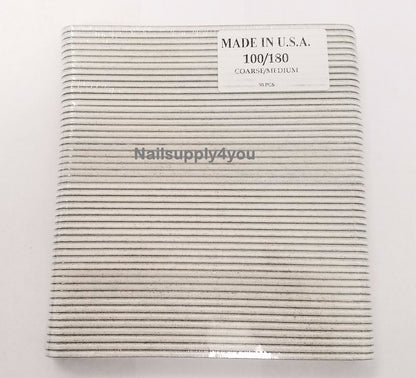 MADE IN U.S.A.
100/180
COARSE/MEDIUM
50 PCS
Nailsupply4you